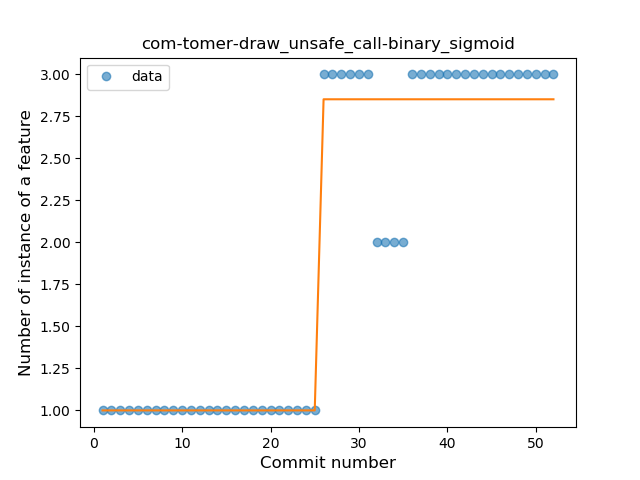 com-tomer-draw_unsafe_call-binary_sigmoid
data
Number of instance of a feature
3.00
2.75
2.50
2.25
2.00
1.75
1.50
1.25
1.00
0 10 20 30 40 50
Commit number